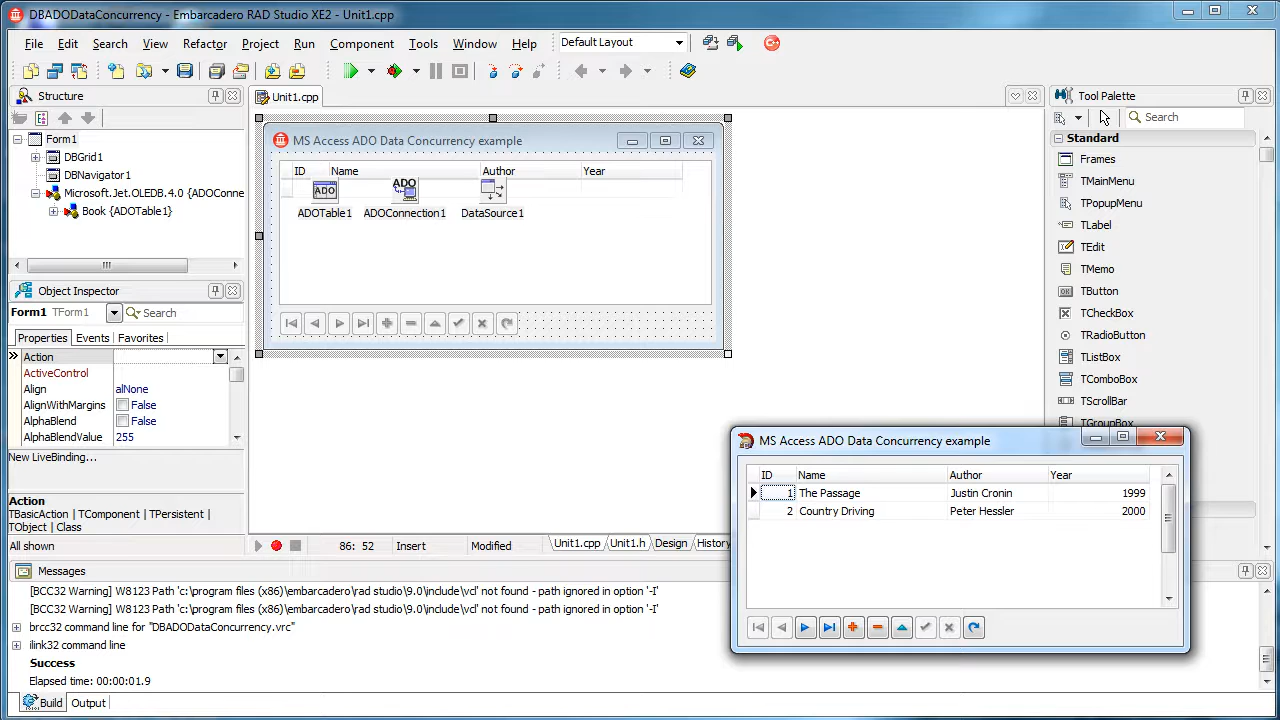 DBADODataConcurrency - Embarcadero RAD Studio XE2 - Unit1.cpp
File Edit Search View Refactor Project Run Component Tools Window Help Default Layout
Structure
Unit1.cpp
Tool Palette
Search
Form1
DBGrid1
DBNavigator1
Microsoft.Jet.OLEDB.4.0 {ADOConne
Book {ADOTable1}
MS Access ADO Data Concurrency example
ID Name Author Year
ADO ADO
ADOTable1 ADOConnection1 DataSource1
Standard
Frames
TMainMenu
TPopupMenu
TLabel
TEdit
TMemo
TButton
TCheckBox
TRadioButton
TListBox
TComboBox
TScrollBar
TGroupBox
Object Inspector
Form1 TForm1 Search
Properties Events Favorites
Action
ActiveControl
Align alNone
AlignWithMargins False
AlphaBlend False
AlphaBlendValue 255
New LiveBinding...
Action
TBasicAction | TComponent | TPersistent |
TObject | Class
All shown
86: 52 Insert Modified Unit1.cpp Unit1.h Design History
MS Access ADO Data Concurrency example
ID Name Author Year
1 The Passage Justin Cronin 1999
2 Country Driving Peter Hessler 2000
Messages
[BCC32 Warning] W8123 Path 'c:\program files (x86)\embarcadero\rad studio\9.0\include\vcl' not found - path ignored in option '-I'
[BCC32 Warning] W8123 Path 'c:\program files (x86)\embarcadero\rad studio\9.0\include\vcl' not found - path ignored in option '-I'
brcc32 command line for "DBADODataConcurrency.vrc"
ilink32 command line
Success
Elapsed time: 00:00:01.9
Build Output